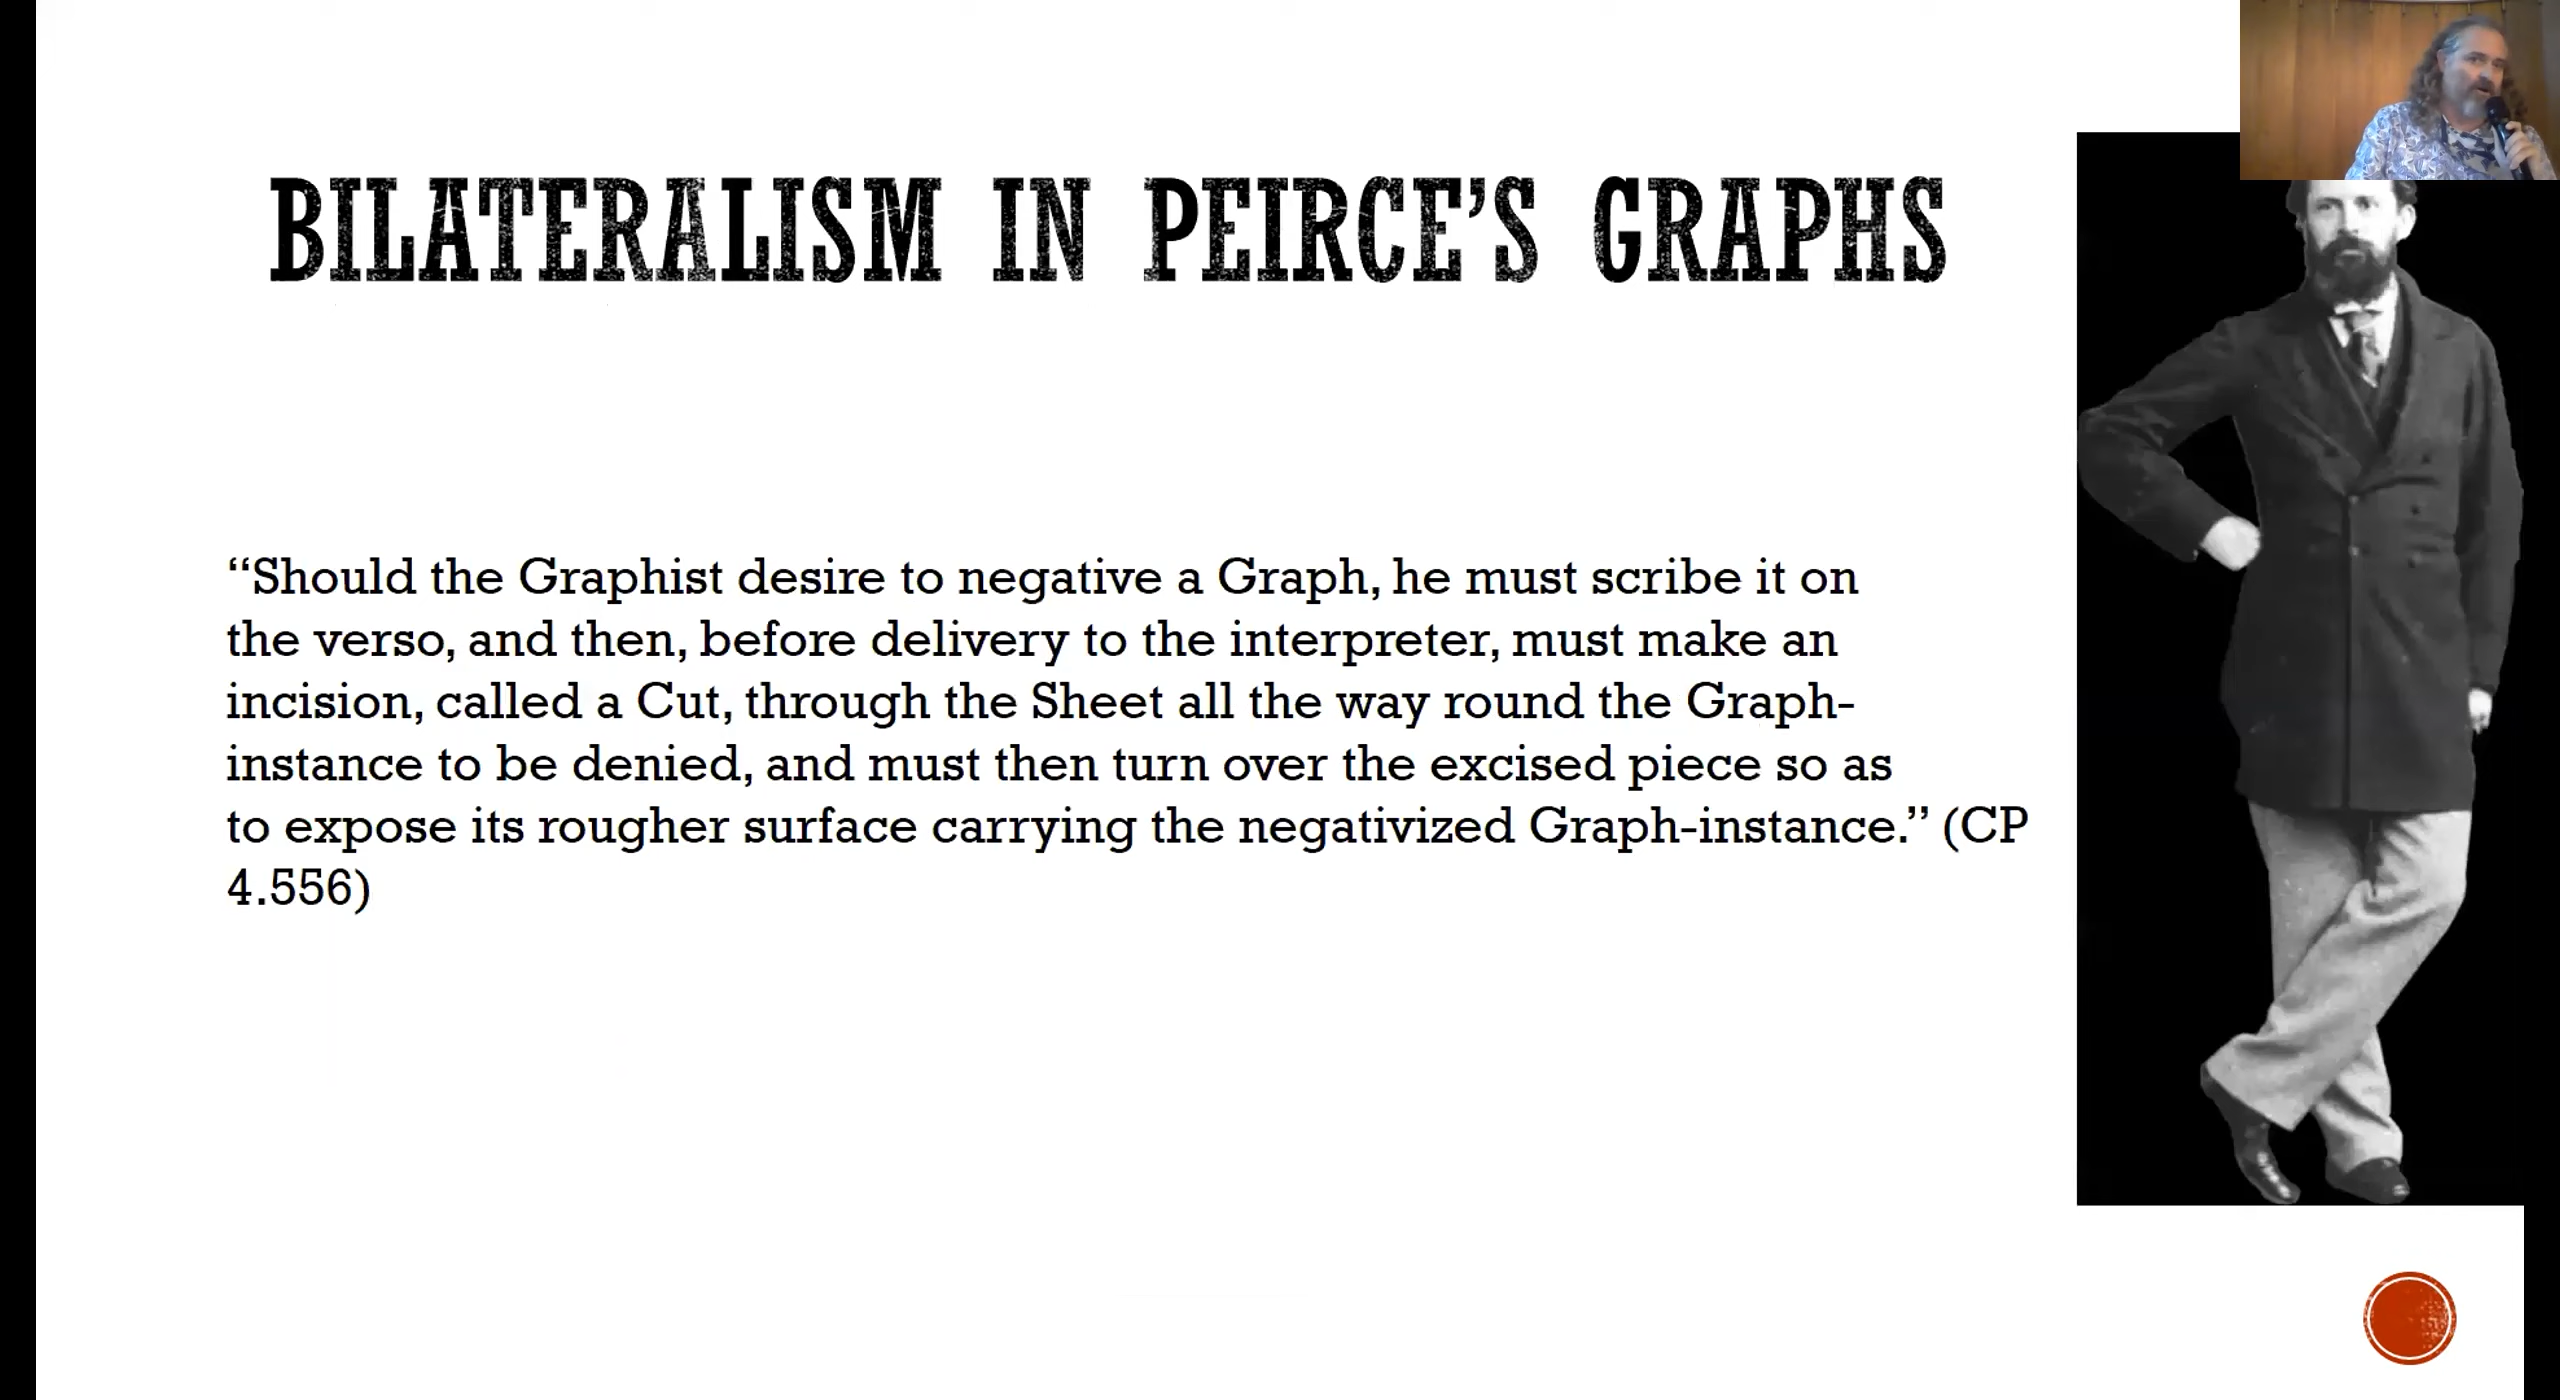 BILATERALISM IN PEIRCE’S GRAPHS
“Should the Graphist desire to negative a Graph, he must scribe it on
the verso, and then, before delivery to the interpreter, must make an
incision, called a Cut, through the Sheet all the way round the Graph-
instance to be denied, and must then turn over the excised piece so as
to expose its rougher surface carrying the negativized Graph-instance.” (CP
4.556)